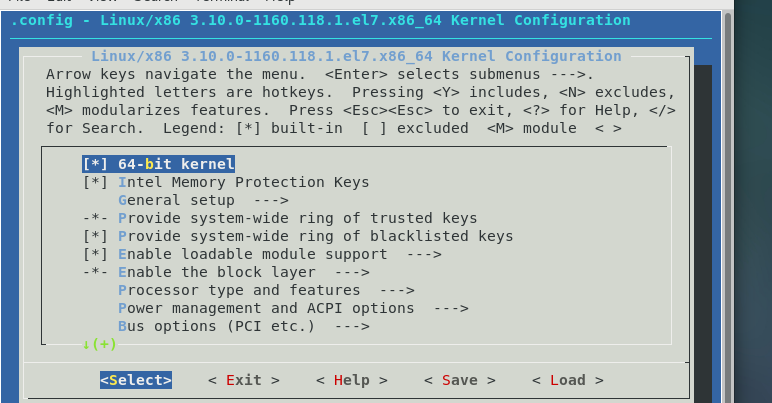 .config - Linux/x86 3.10.0-1160.118.1.el7.x86_64 Kernel Configuration
Linux/x86 3.10.0-1160.118.1.el7.x86_64 Kernel Configuration
Arrow keys navigate the menu.  <Enter> selects submenus --->.
Highlighted letters are hotkeys.  Pressing <Y> includes, <N> excludes,
<M> modularizes features.  Press <Esc><Esc> to exit, <?> for Help, </>
for Search.  Legend: [*] built-in  [ ] excluded  <M> module  < >
[*] 64-bit kernel
[*] Intel Memory Protection Keys
General setup  --->
-*- Provide system-wide ring of trusted keys
[*] Provide system-wide ring of blacklisted keys
[*] Enable loadable module support  --->
-*- Enable the block layer  --->
Processor type and features  --->
Power management and ACPI options  --->
Bus options (PCI etc.)  --->
↓(+)
<Select>    < Exit >    < Help >    < Save >    < Load >